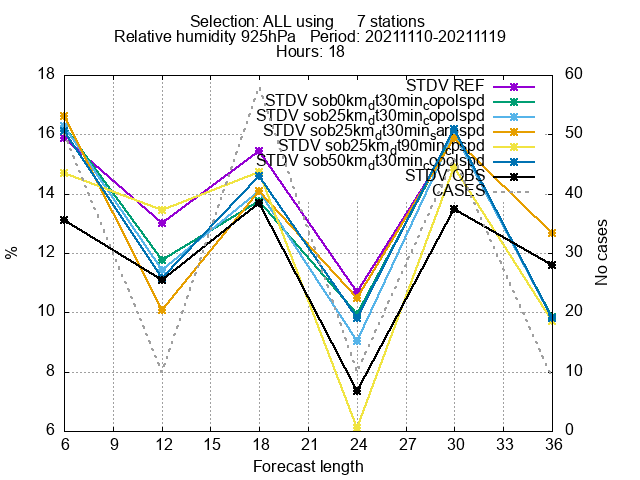 Selection: ALL using 7 stations
Relative humidity 925hPa Period: 20211110-20211119
Hours: 18
18 60
STDV REF
STDV sob0km_dt30min_copolspd
STDV sob25km_dt30min_copolspd
16 50
STDV sob25km_dt30min_sarlspd
STDV sob25km_dt90min_cpspd
STDV sob50km_dt30min_copolspd
STDV OBS
CASES
14 40
12 30
%
No cases
10 20
8 10
6 0
6 9 12 15 18 21 24 27 30 33 36
Forecast length